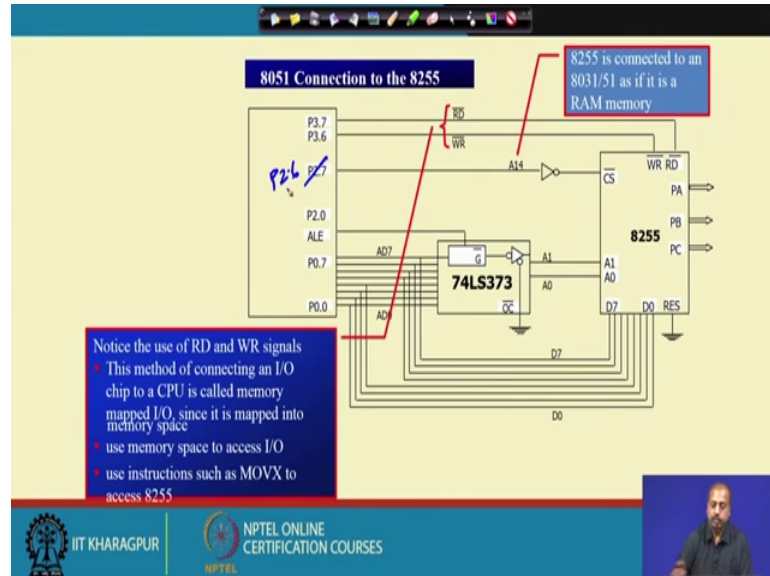 8051 Connection to the 8255
8255 is connected to an
8031/51 as if it is a
RAM memory
P3.7
P3.6
P2.6 P2.7
P2.0
ALE
P0.7
P0.0
RD
WR
A14
AD7
G
74LS373
OC
A1
A0
CS
WR RD
PA
PB
PC
8255
A1
A0
D7 D0 RES
D7
D0
Notice the use of RD and WR signals
This method of connecting an I/O
chip to a CPU is called memory
mapped I/O, since it is mapped into
memory space
use memory space to access I/O
use instructions such as MOVX to
access 8255
IIT KHARAGPUR
NPTEL
NPTEL ONLINE
CERTIFICATION COURSES